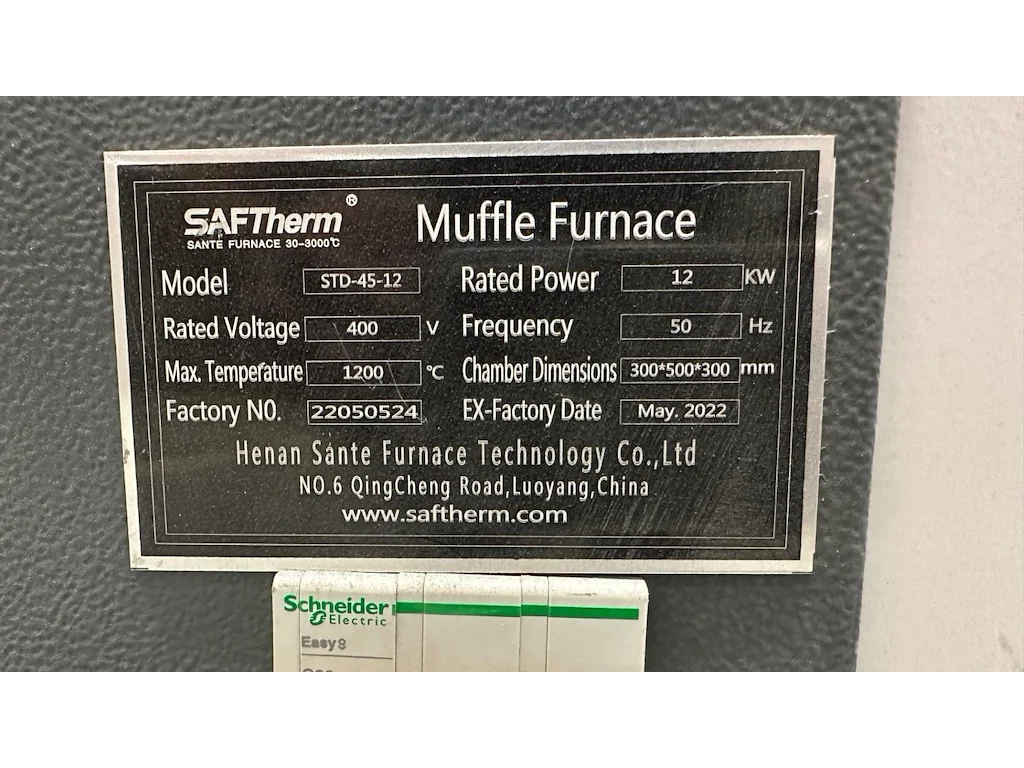 SAFTherm®
SANTE FURNACE 30-3000℃
Muffle Furnace
Model STD-45-12 Rated Power 12 KW
Rated Voltage 400 V Frequency 50 Hz
Max. Temperature 1200 ℃ Chamber Dimensions 300*500*300 mm
Factory NO. 22050524 EX-Factory Date May. 2022
Henan Sante Furnace Technology Co.,Ltd
NO.6 QingCheng Road,Luoyang,China
www.saftherm.com
Schneider
Electric
Easy9